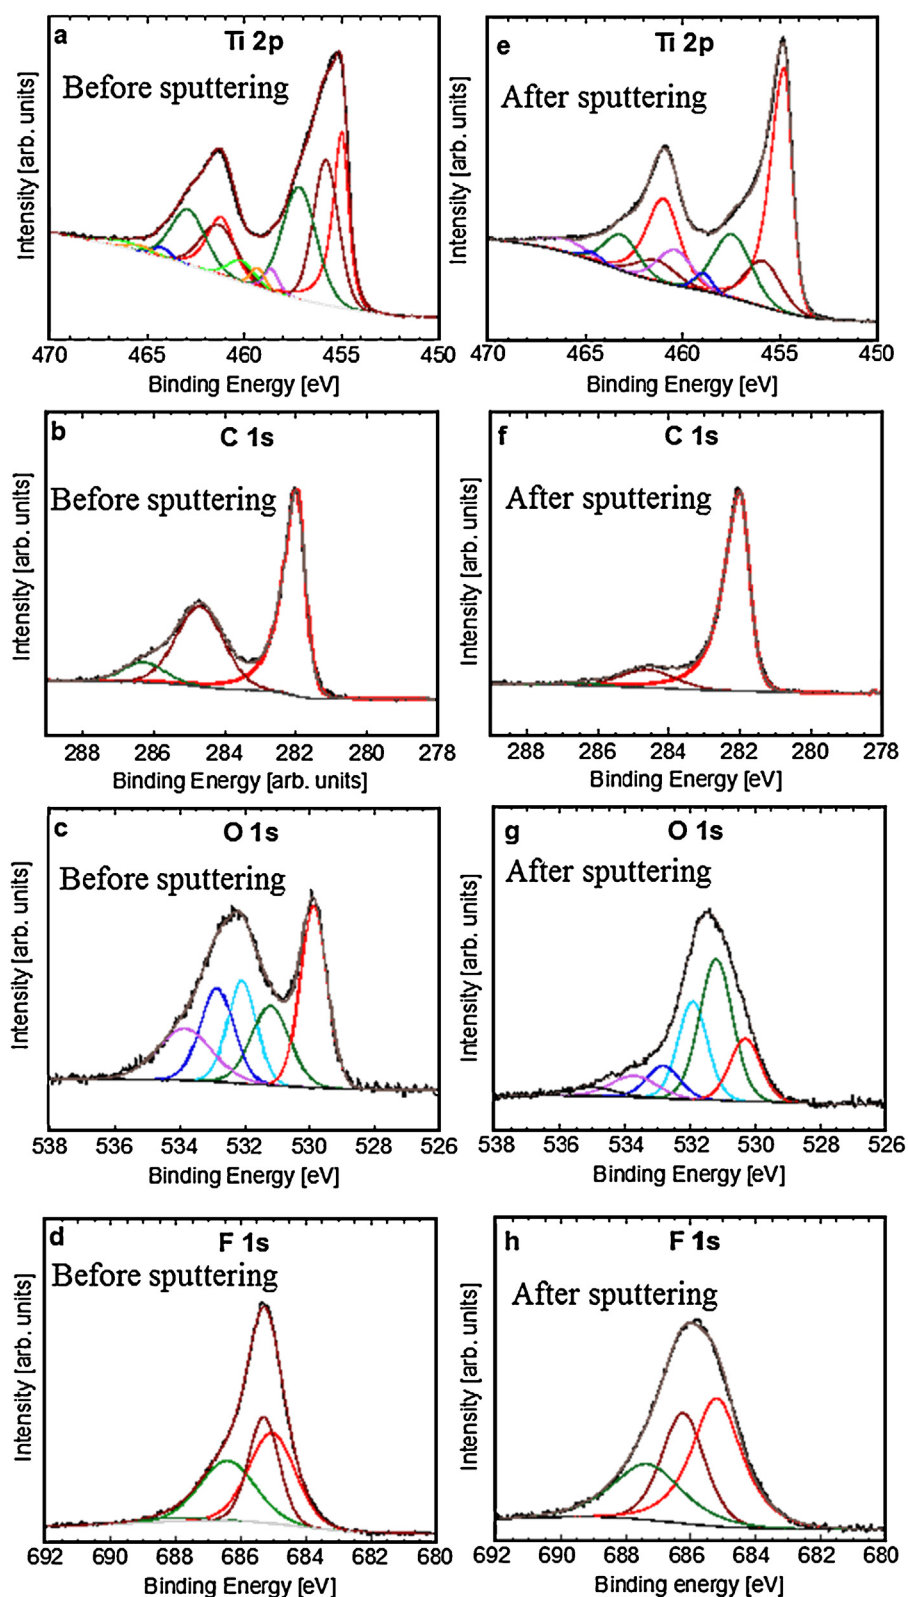 a
Ti 2p
Before sputtering
Intensity [arb. units]
470 465 460 455 450
Binding Energy [eV]
e
Ti 2p
After sputtering
Intensity [arb. units]
470 465 460 455 450
Binding Energy [eV]
b
C 1s
Before sputtering
Intensity [arb. units]
288 286 284 282 280 278
Binding Energy [arb. units]
f
C 1s
After sputtering
Intensity [arb. units]
288 286 284 282 280 278
Binding Energy [eV]
c
O 1s
Before sputtering
Intensity [arb. units]
538 536 534 532 530 528 526
Binding Energy [eV]
g
O 1s
After sputtering
Intensity [arb. units]
538 536 534 532 530 528 526
Binding Energy [eV]
d
F 1s
Before sputtering
Intensity [arb. units]
692 690 688 686 684 682 680
Binding Energy [eV]
h
F 1s
After sputtering
Intensity [arb. units]
692 690 688 686 684 682 680
Binding energy [eV]